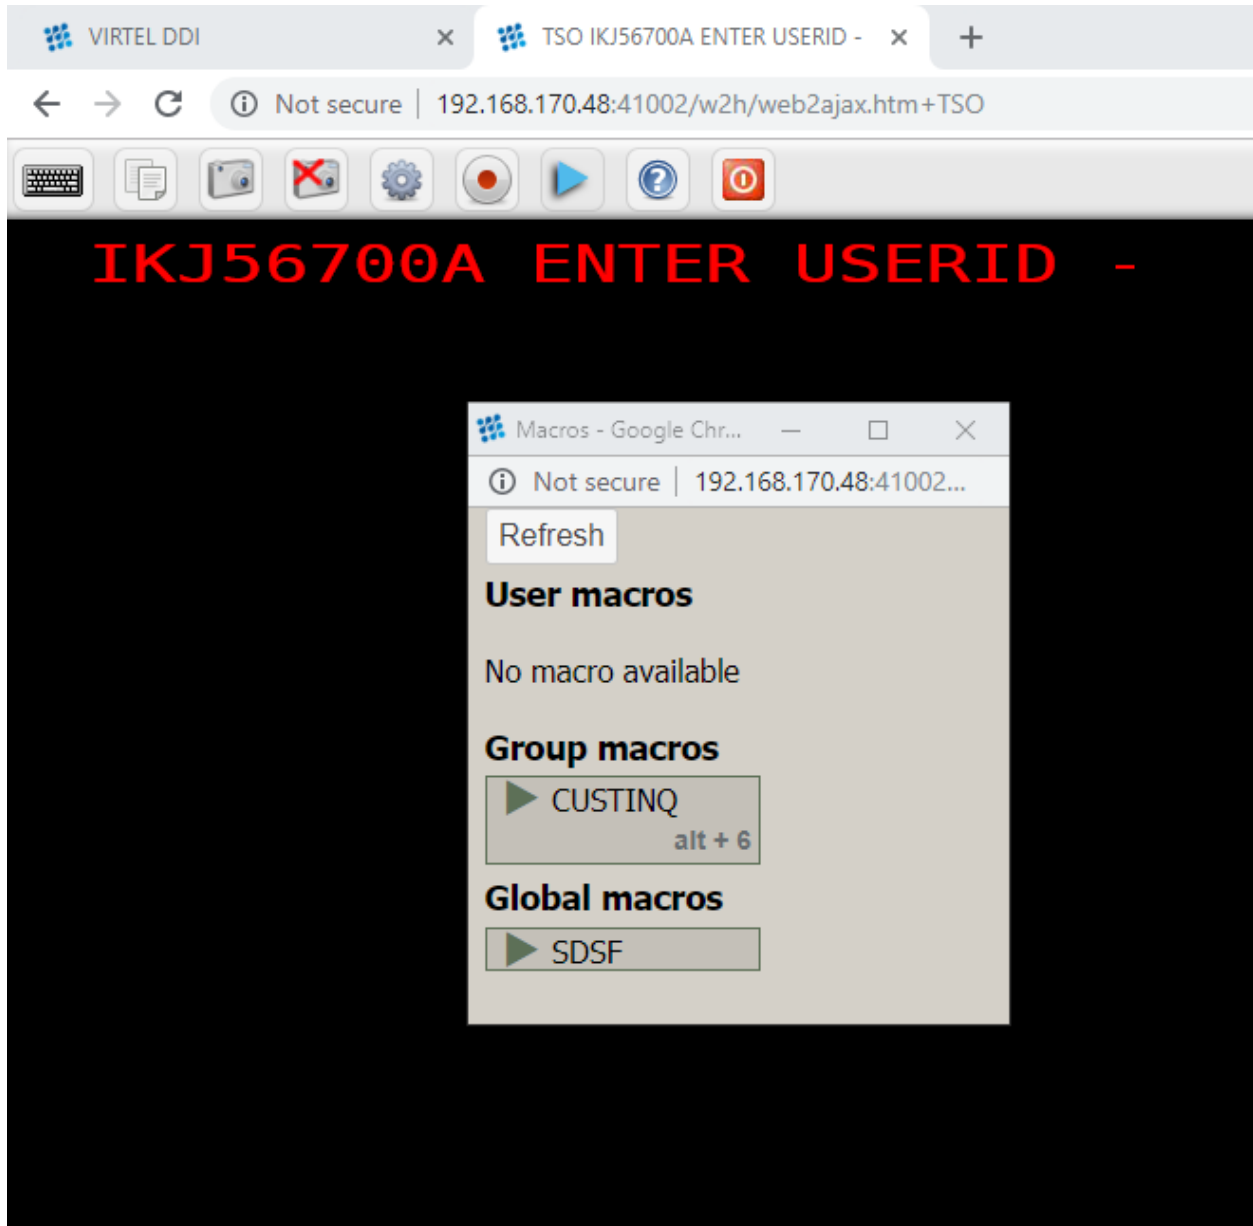 VIRTEL DDI
TSO IKJ56700A ENTER USERID -
Not secure | 192.168.170.48:41002/w2h/web2ajax.htm+TSO
IKJ56700A ENTER USERID -
Macros - Google Chr...
Not secure | 192.168.170.48:41002...
Refresh
User macros
No macro available
Group macros
CUSTINQ
alt + 6
Global macros
SDSF